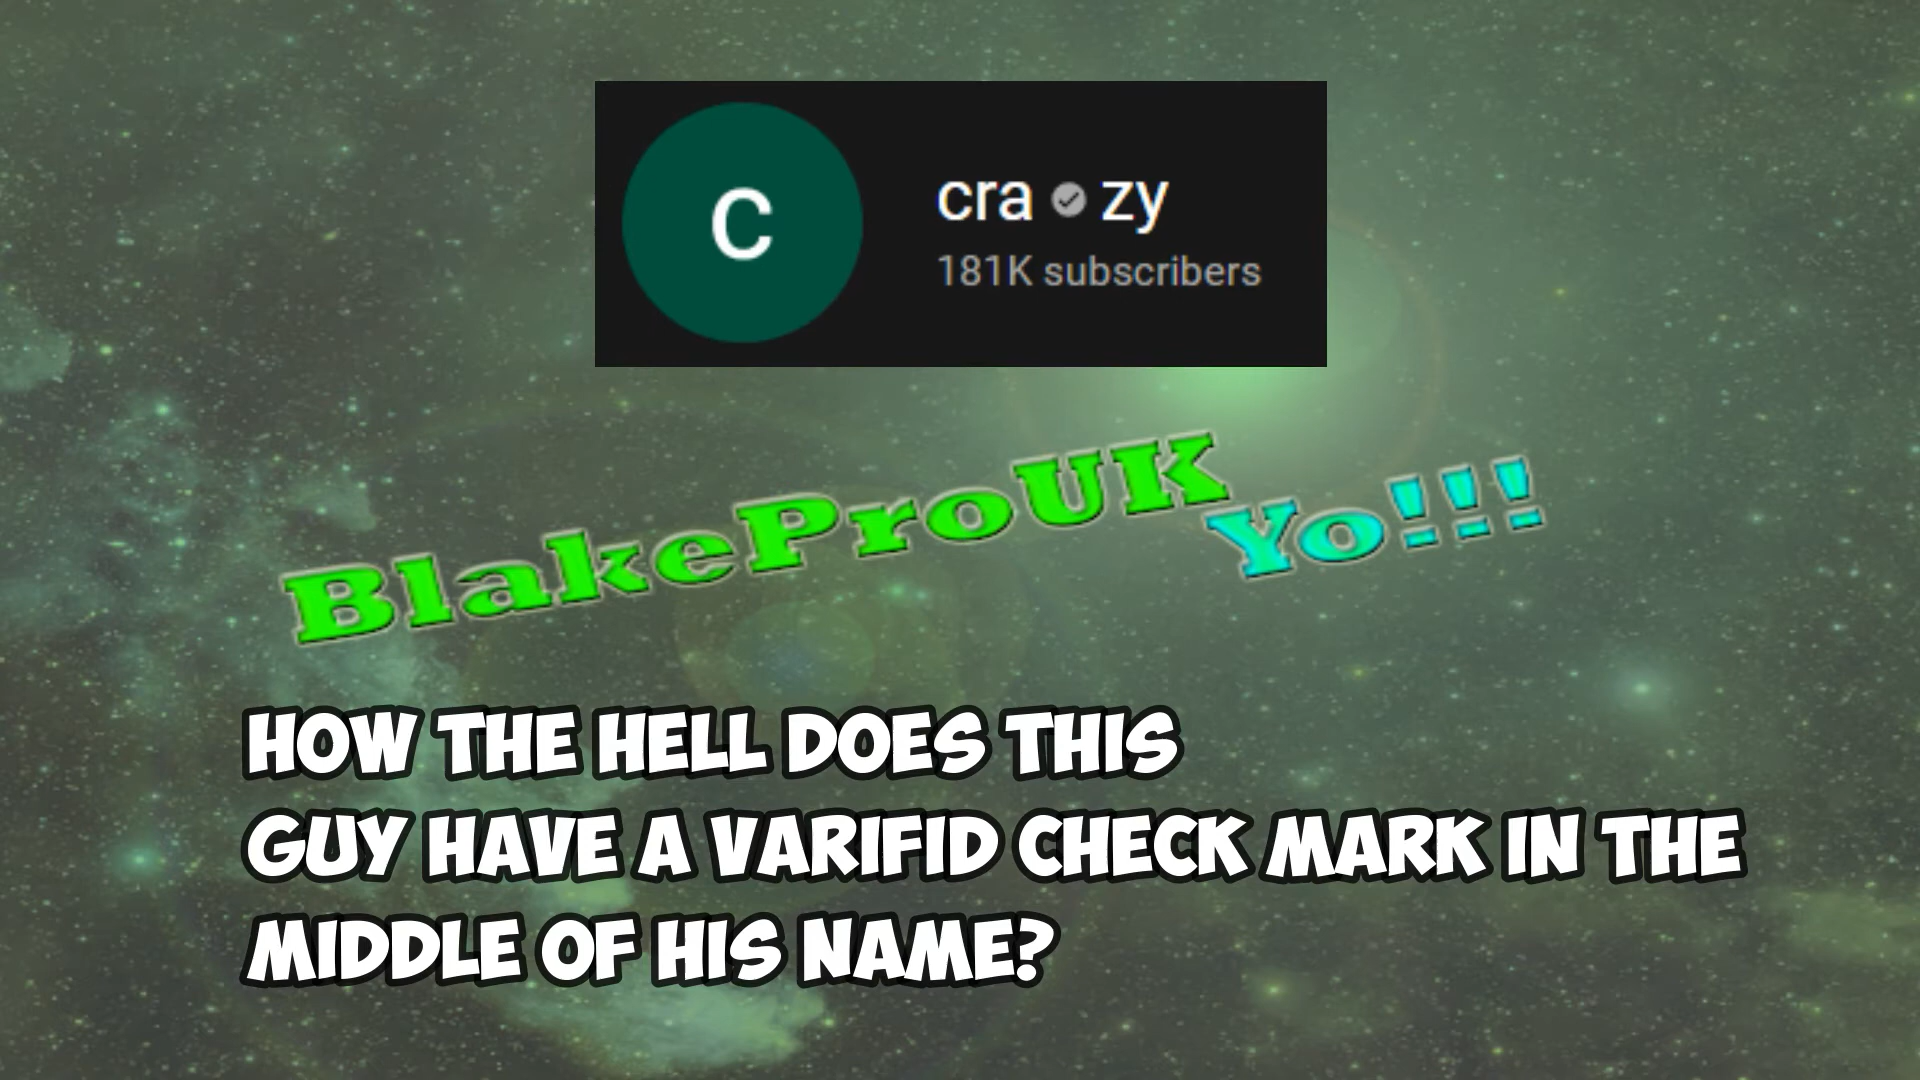 C
cra zy
181K subscribers
BlakeProUK
Yo!!!
HOW THE HELL DOES THIS
GUY HAVE A VARIFID CHECK MARK IN THE
MIDDLE OF HIS NAME?